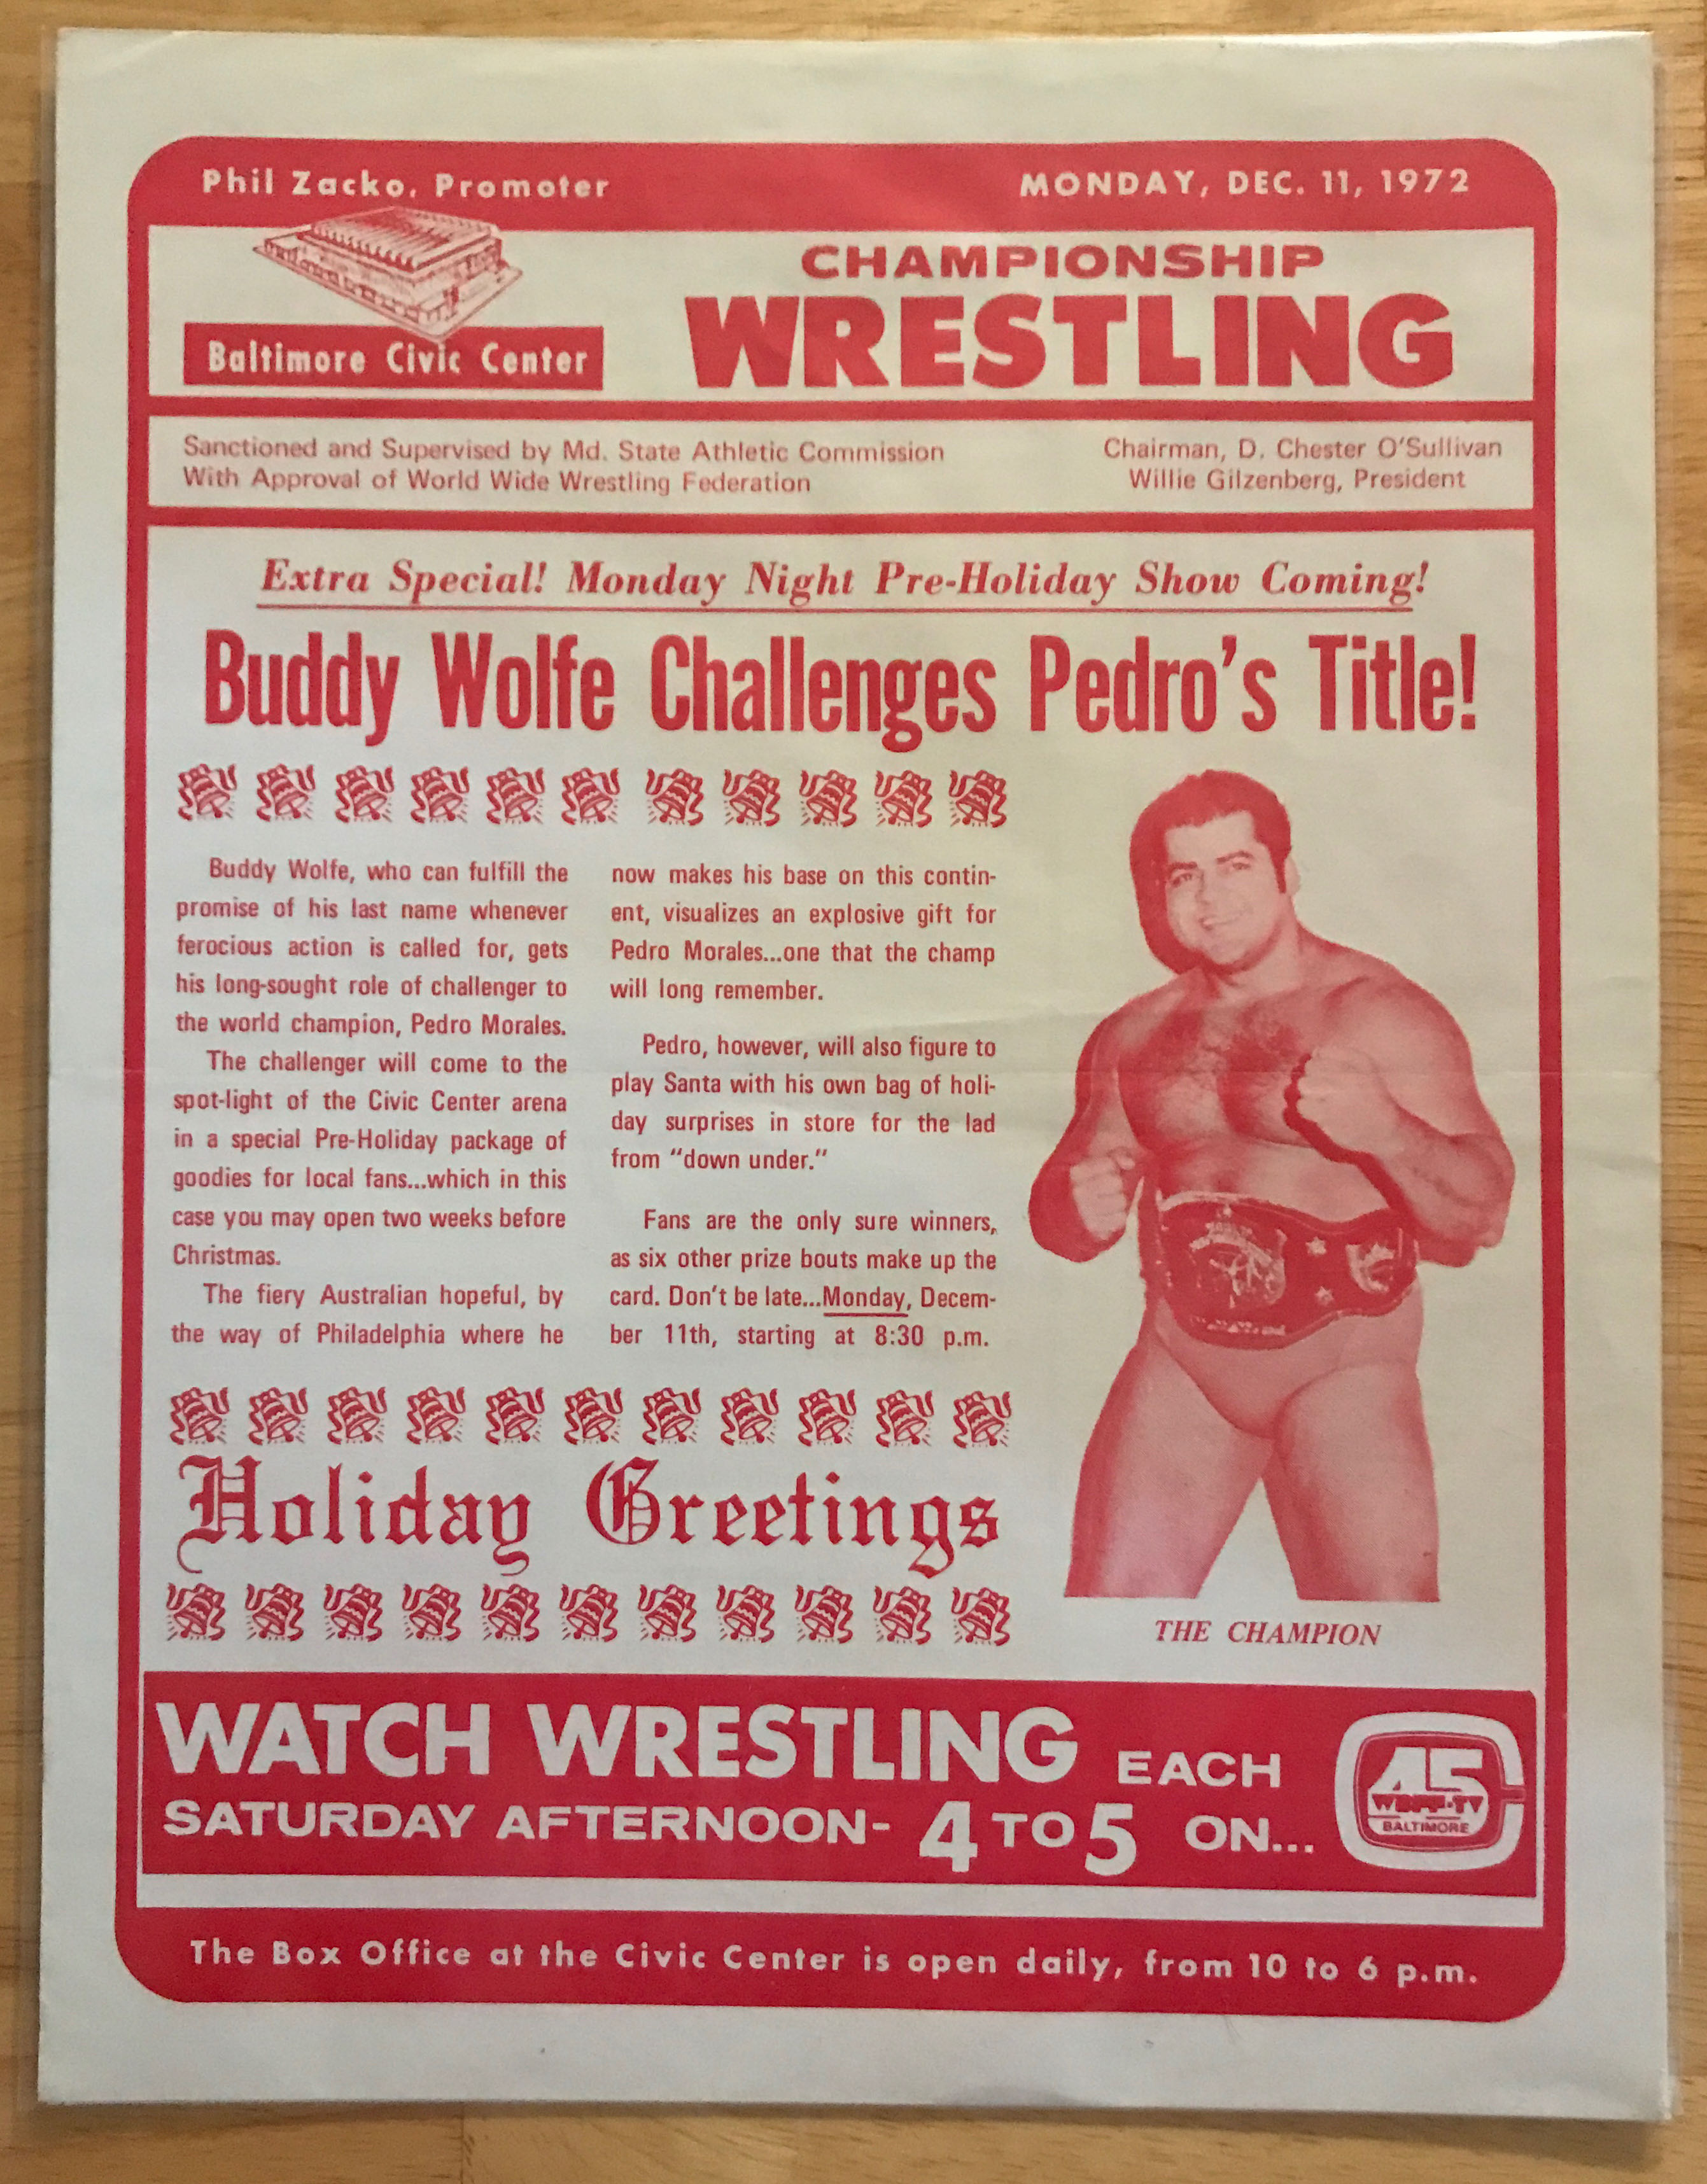 Phil Zacko, Promoter
MONDAY, DEC. 11, 1972
Baltimore Civic Center
CHAMPIONSHIP
WRESTLING
Sanctioned and Supervised by Md. State Athletic Commission
With Approval of World Wide Wrestling Federation
Chairman, D. Chester O'Sullivan
Willie Gilzenberg, President
Extra Special! Monday Night Pre-Holiday Show Coming!
Buddy Wolfe Challenges Pedro's Title!
Buddy Wolfe, who can fulfill the
promise of his last name whenever
ferocious action is called for, gets
his long-sought role of challenger to
the world champion, Pedro Morales.
The challenger will come to the
spot-light of the Civic Center arena
in a special Pre-Holiday package of
goodies for local fans...which in this
case you may open two weeks before
Christmas.
The fiery Australian hopeful, by
the way of Philadelphia where he
now makes his base on this contin-
ent, visualizes an explosive gift for
Pedro Morales...one that the champ
will long remember.
Pedro, however, will also figure to
play Santa with his own bag of holi-
day surprises in store for the lad
from "down under."
Fans are the only sure winners,
as six other prize bouts make up the
card. Don't be late...Monday, Decem-
ber 11th, starting at 8:30 p.m.
Holiday Greetings
THE CHAMPION
WATCH WRESTLING EACH
SATURDAY AFTERNOON- 4 TO 5 ON...
45
WBFF-TV
BALTIMORE
The Box Office at the Civic Center is open daily, from 10 to 6 p.m.